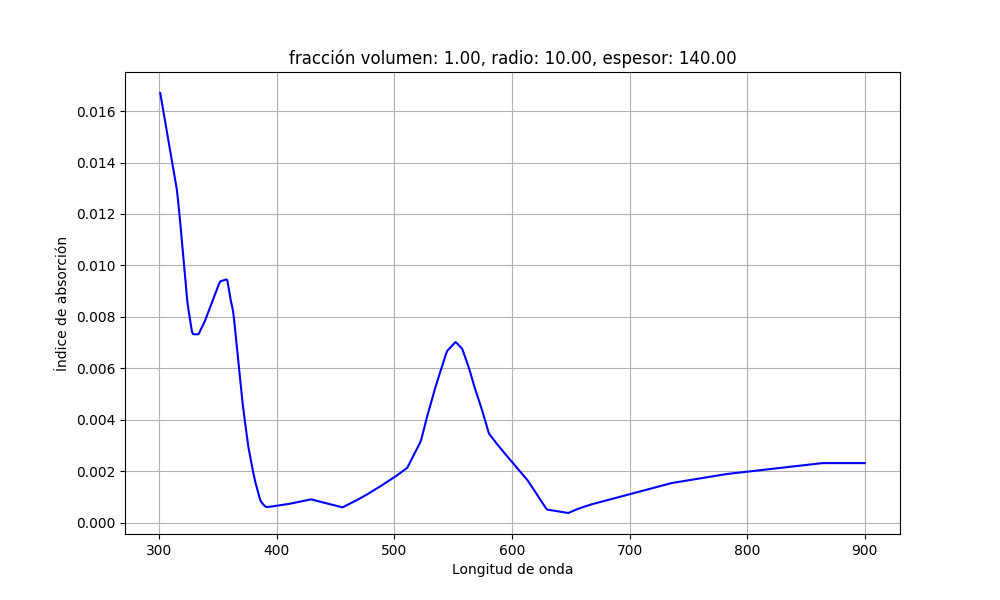 fracción volumen: 1.00, radio: 10.00, espesor: 140.00
Índice de absorción
0.016
0.014
0.012
0.010
0.008
0.006
0.004
0.002
0.000
300 400 500 600 700 800 900
Longitud de onda